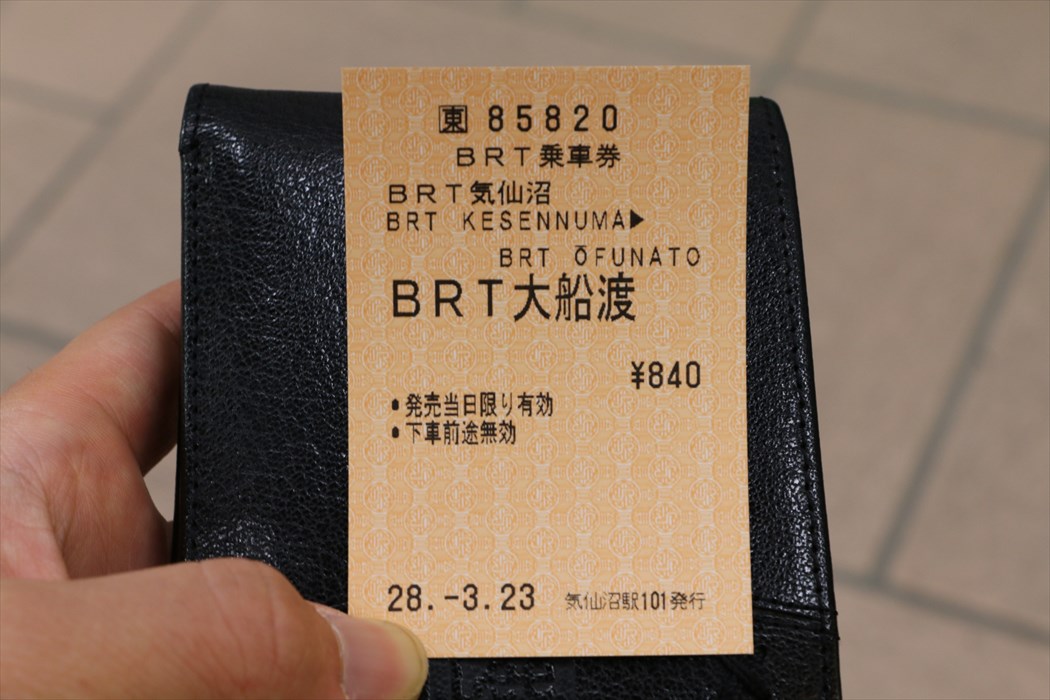 東 85820
BRT乗車券
BRT気仙沼
BRT KESENNUMA▶
BRT ŌFUNATO
BRT大船渡
¥840
•発売当日限り有効
•下車前途無効
28.-3.23 気仙沼駅101発行